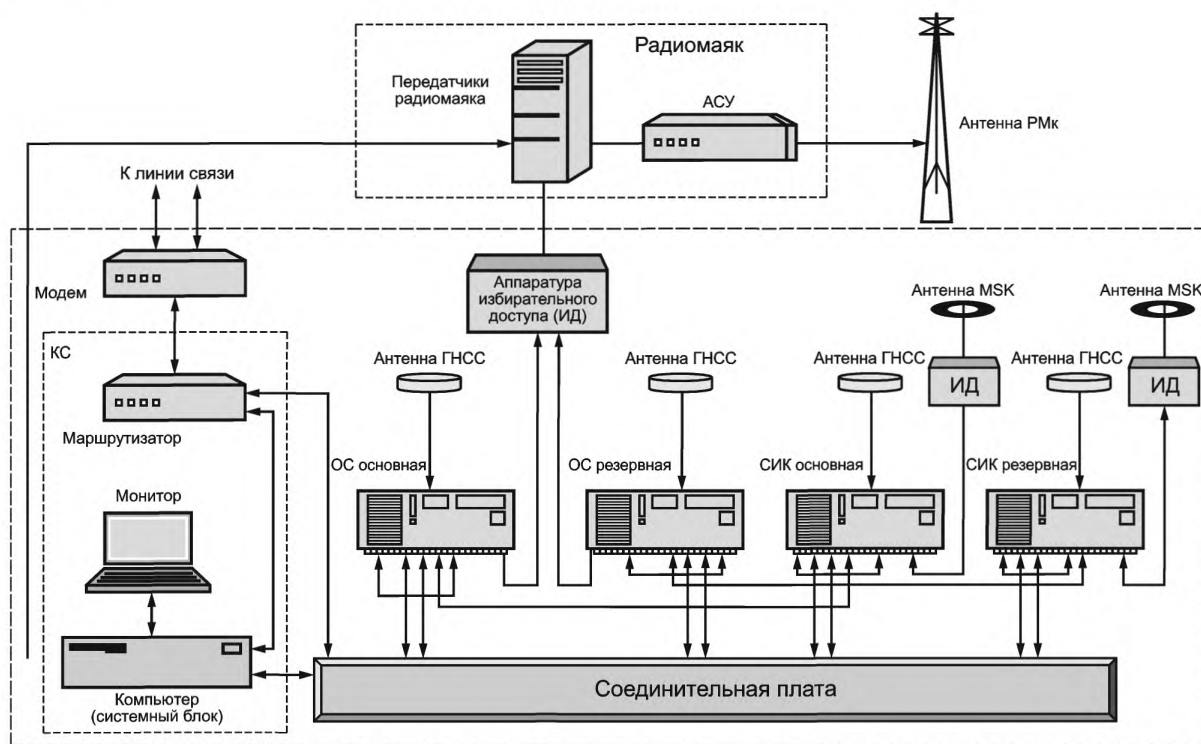 Радиомаяк
Передатчики
радиомаяка
АСУ
Антенна РМк
К линии связи
Модем
Аппаратура
избирательного
доступа (ИД)
Антенна MSK
Антенна MSK
КС
Антенна ГНСС
Антенна ГНСС
Антенна ГНСС
Антенна ГНСС
ИД
ИД
Маршрутизатор
ОС основная
ОС резервная
СИК основная
СИК резервная
Монитор
Компьютер
(системный блок)
Соединительная плата